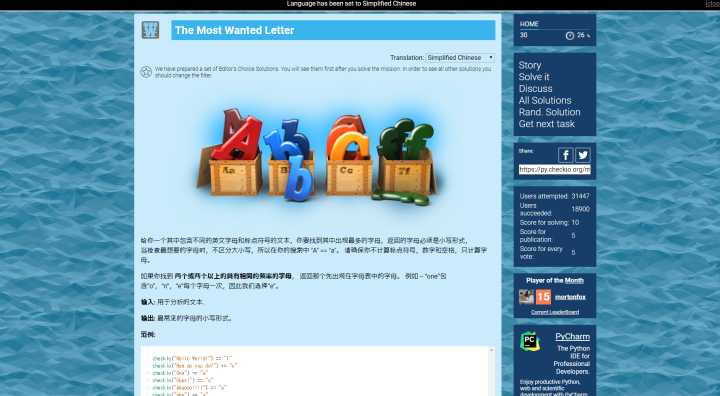 Language has been set to Simplified Chinese
The Most Wanted Letter
Translation: Simplified Chinese
We have prepared a set of Editor's Choice Solutions. You will see them first after you solve the mission. In order to see all other solutions you
should change the filter.
Aa Bb Cc Ff
给你一个其中包含不同的英文字母和标点符号的文本，你要找到其中出现最多的字母，返回的字母必须是小写形式，
当检查最想要的字母时，不区分大小写，所以在你的搜索中 "A" == "a"。 请确保你不计算标点符号，数字和空格，只计算字
母。
如果你找到 两个或两个以上的具有相同的频率的字母， 返回那个先出现在字母表中的字母。 例如 -- "one"包
含"o"，"n"，"e"每个字母一次，因此我们选择"e"。
输入: 用于分析的文本.
输出: 最常见的字母的小写形式。
范例:
checkio("Hello World!") == "l"
checkio("How do you do?") == "o"
checkio("One") == "e"
checkio("Oops!") == "o"
checkio("AAaooo!!!!") == "a"
checkio("abe") == "a"
HOME
30 26 %
Story
Solve it
Discuss
All Solutions
Rand. Solution
Get next task
Share:
https://py.checkio.org/m
Users attempted: 31447
Users
succeeded: 18900
Score for solving: 10
Score for
publication: 5
Score for every
vote: 5
Player of the Month
15 mortonfox
Current LeaderBoard
PC PyCharm
The Python
IDE for
Professional
Developers.
Enjoy productive Python,
web and scientific
development with PyCharm